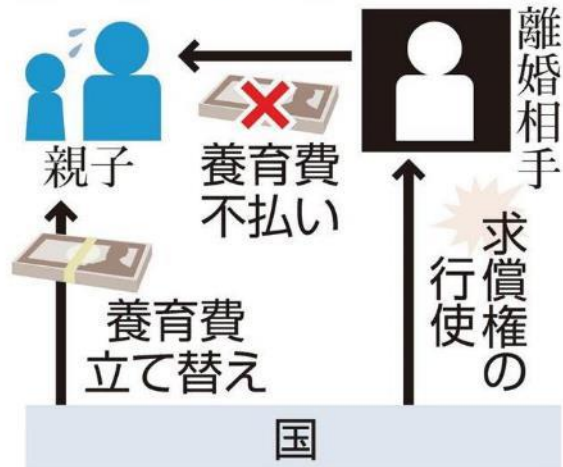 離婚相手
親子
養育費
不払い
求償権の
行使
養育費
立て替え
国